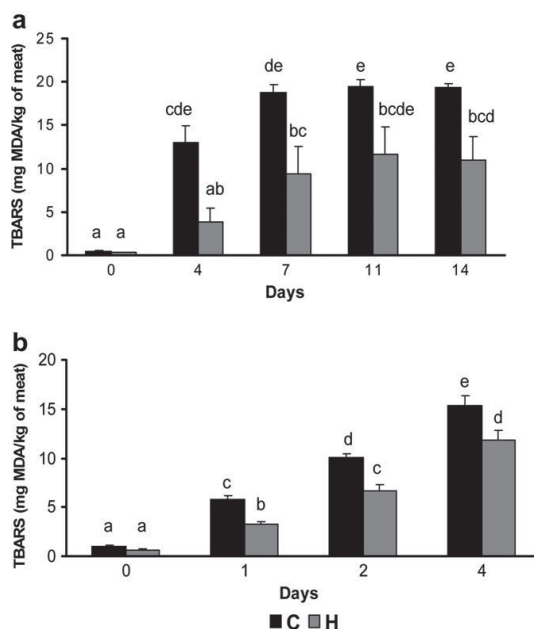 a
TBARS (mg MDA/kg of meat)
25
20
15
10
5
0
a a
cde
ab
de
bc
e
bcde
e
bcd
0 4 7 11 14
Days
b
TBARS (mg MDA/kg of meat)
20
15
10
5
0
a a
c
b
d
c
e
d
0 1 2 4
Days
C H